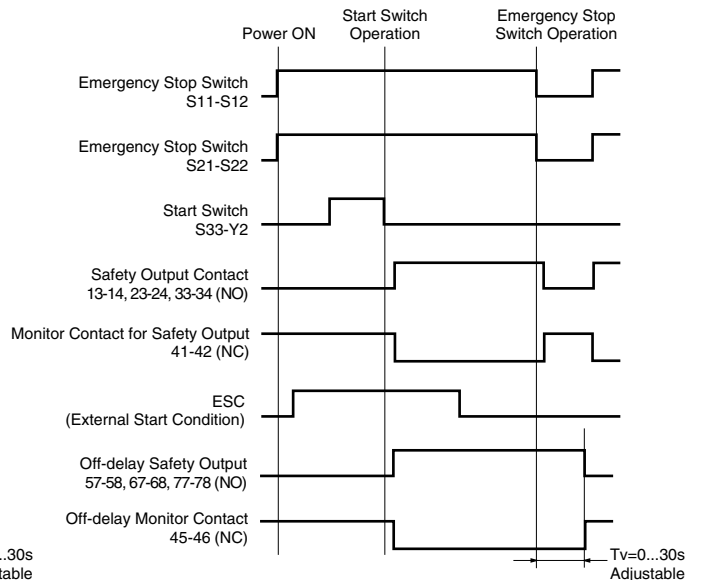 Start Switch
Operation
Emergency Stop
Switch Operation
Power ON
Emergency Stop Switch
S11-S12
Emergency Stop Switch
S21-S22
Start Switch
S33-Y2
Safety Output Contact
13-14, 23-24, 33-34 (NO)
Monitor Contact for Safety Output
41-42 (NC)
ESC
(External Start Condition)
Off-delay Safety Output
57-58, 67-68, 77-78 (NO)
Off-delay Monitor Contact
45-46 (NC)
...30s
table
Tv=0...30s
Adjustable